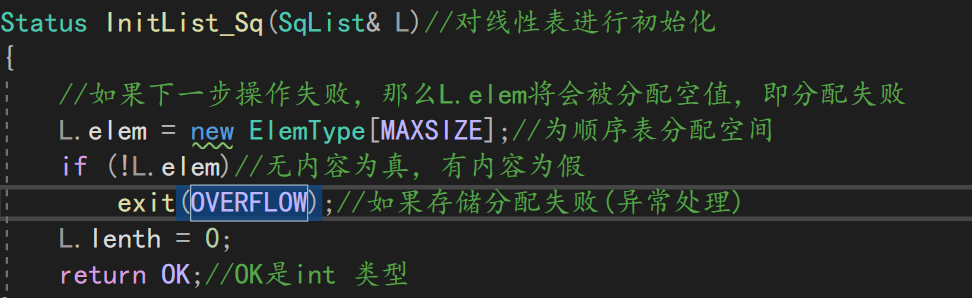 Status InitList_Sq(SqList& L)//对线性表进行初始化
{
//如果下一步操作失败，那么L.elem将会被分配空值，即分配失败
L.elem = new ElemType[MAXSIZE];//为顺序表分配空间
if (!L.elem)//无内容为真，有内容为假
exit(OVERFLOW);//如果存储分配失败(异常处理)
L.lenth = 0;
return OK;//OK是int 类型